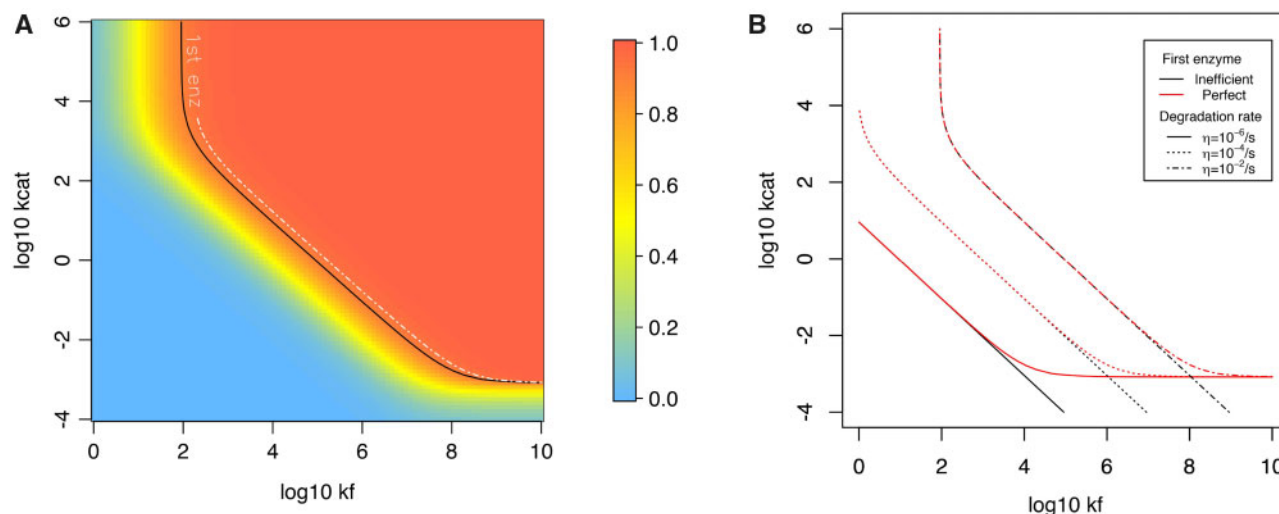 A
log10 kcat
6
4
2
0
-2
-4
1st enz
0 2 4 6 8 10
log10 kf
1.0
0.8
0.6
0.4
0.2
0.0
B
log10 kcat
6
4
2
0
-2
-4
First enzyme
Inefficient
Perfect
Degradation rate
η=10⁻⁶/s
η=10⁻⁴/s
η=10⁻²/s
0 2 4 6 8 10
log10 kf